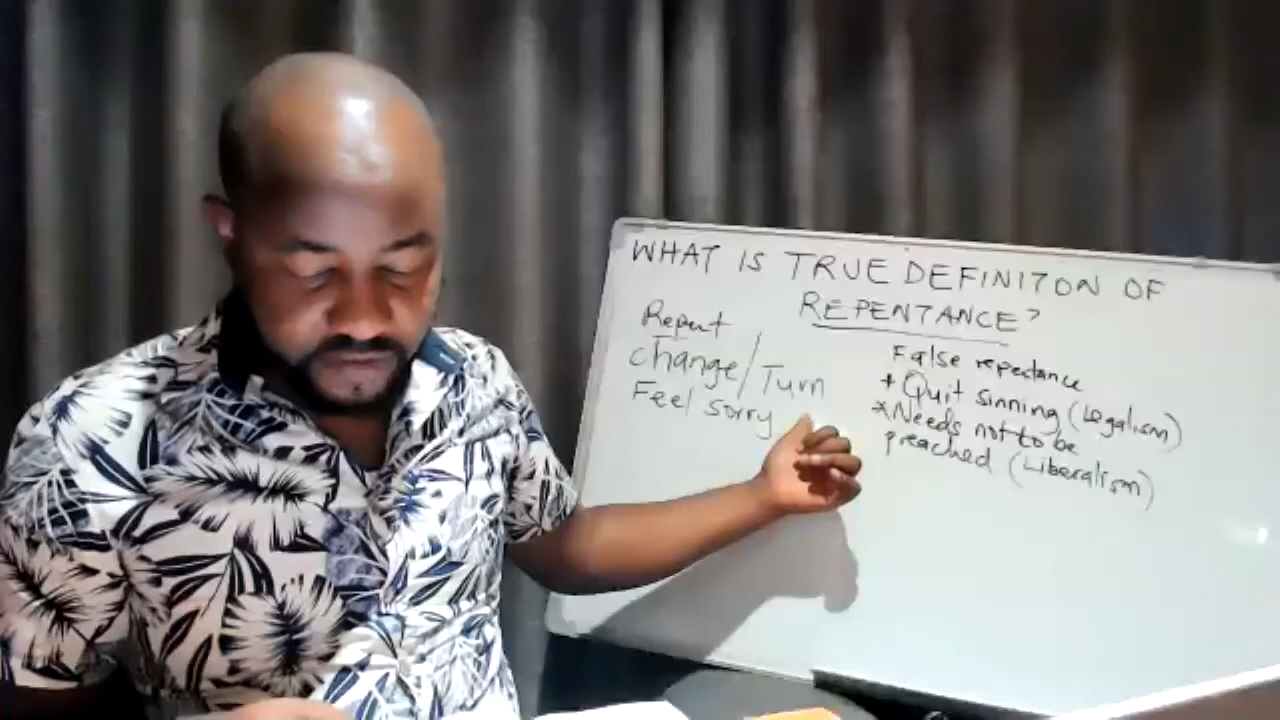 WHAT IS TRUE DEFINITON OF
REPENTANCE?
Repent
Change/Turn
Feel sorry
False repectance
* Quit sinning (Legalism)
* Needs not to be
preached (Liberalism)